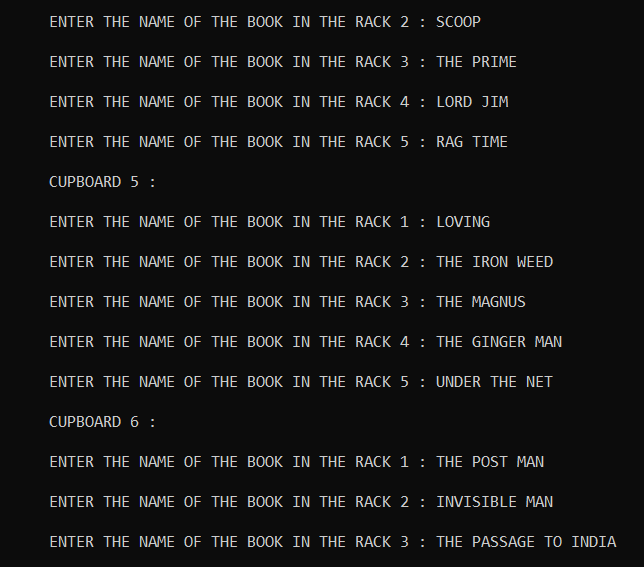 ENTER THE NAME OF THE BOOK IN THE RACK 2 : SCOOP
ENTER THE NAME OF THE BOOK IN THE RACK 3 : THE PRIME
ENTER THE NAME OF THE BOOK IN THE RACK 4 : LORD JIM
ENTER THE NAME OF THE BOOK IN THE RACK 5 : RAG TIME
CUPBOARD 5 :
ENTER THE NAME OF THE BOOK IN THE RACK 1 : LOVING
ENTER THE NAME OF THE BOOK IN THE RACK 2 : THE IRON WEED
ENTER THE NAME OF THE BOOK IN THE RACK 3 : THE MAGNUS
ENTER THE NAME OF THE BOOK IN THE RACK 4 : THE GINGER MAN
ENTER THE NAME OF THE BOOK IN THE RACK 5 : UNDER THE NET
CUPBOARD 6 :
ENTER THE NAME OF THE BOOK IN THE RACK 1 : THE POST MAN
ENTER THE NAME OF THE BOOK IN THE RACK 2 : INVISIBLE MAN
ENTER THE NAME OF THE BOOK IN THE RACK 3 : THE PASSAGE TO INDIA